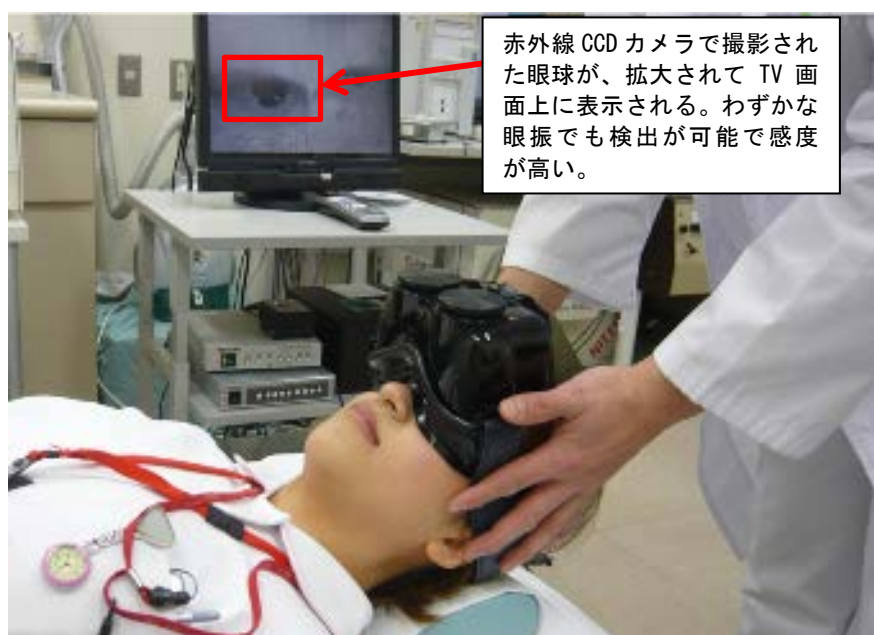 赤外線 CCD カメラで撮影され
た眼球が、拡大されて TV 画
面上に表示される。わずかな
眼振でも検出が可能で感度
が高い。